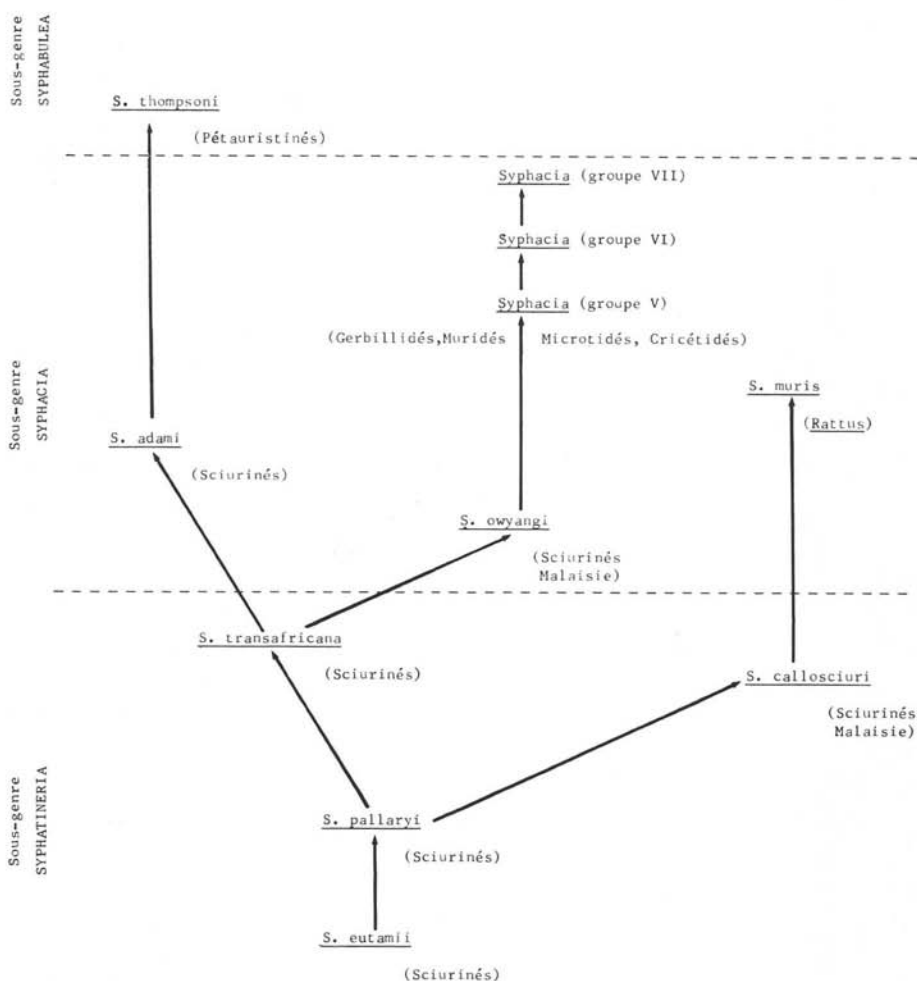 Sous-genre
SYPHABULEA
S. thompsoni
(Pétauristinés)
Sous-genre
SYPHACIA
Syphacia (groupe VII)
Syphacia (groupe VI)
Syphacia (groupe V)
(Gerbillidés,Muridés Microtidés, Cricétidés)
S. muris
(Rattus)
S. adami
(Sciurinés)
S. owyangi
(Sciurinés
Malaisie)
Sous-genre
SYPHATINERIA
S. transafricana
(Sciurinés)
S. callosciuri
(Sciurinés
Malaisie)
S. pallaryi
(Sciurinés)
S. eutamii
(Sciurinés)